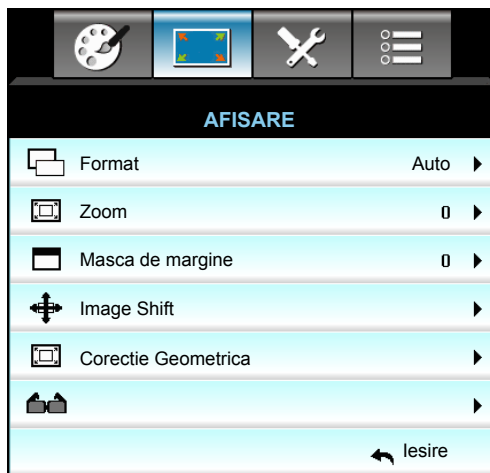 AFISARE
Format Auto
Zoom 0
Masca de margine 0
Image Shift
Corectie Geometrica
Iesire